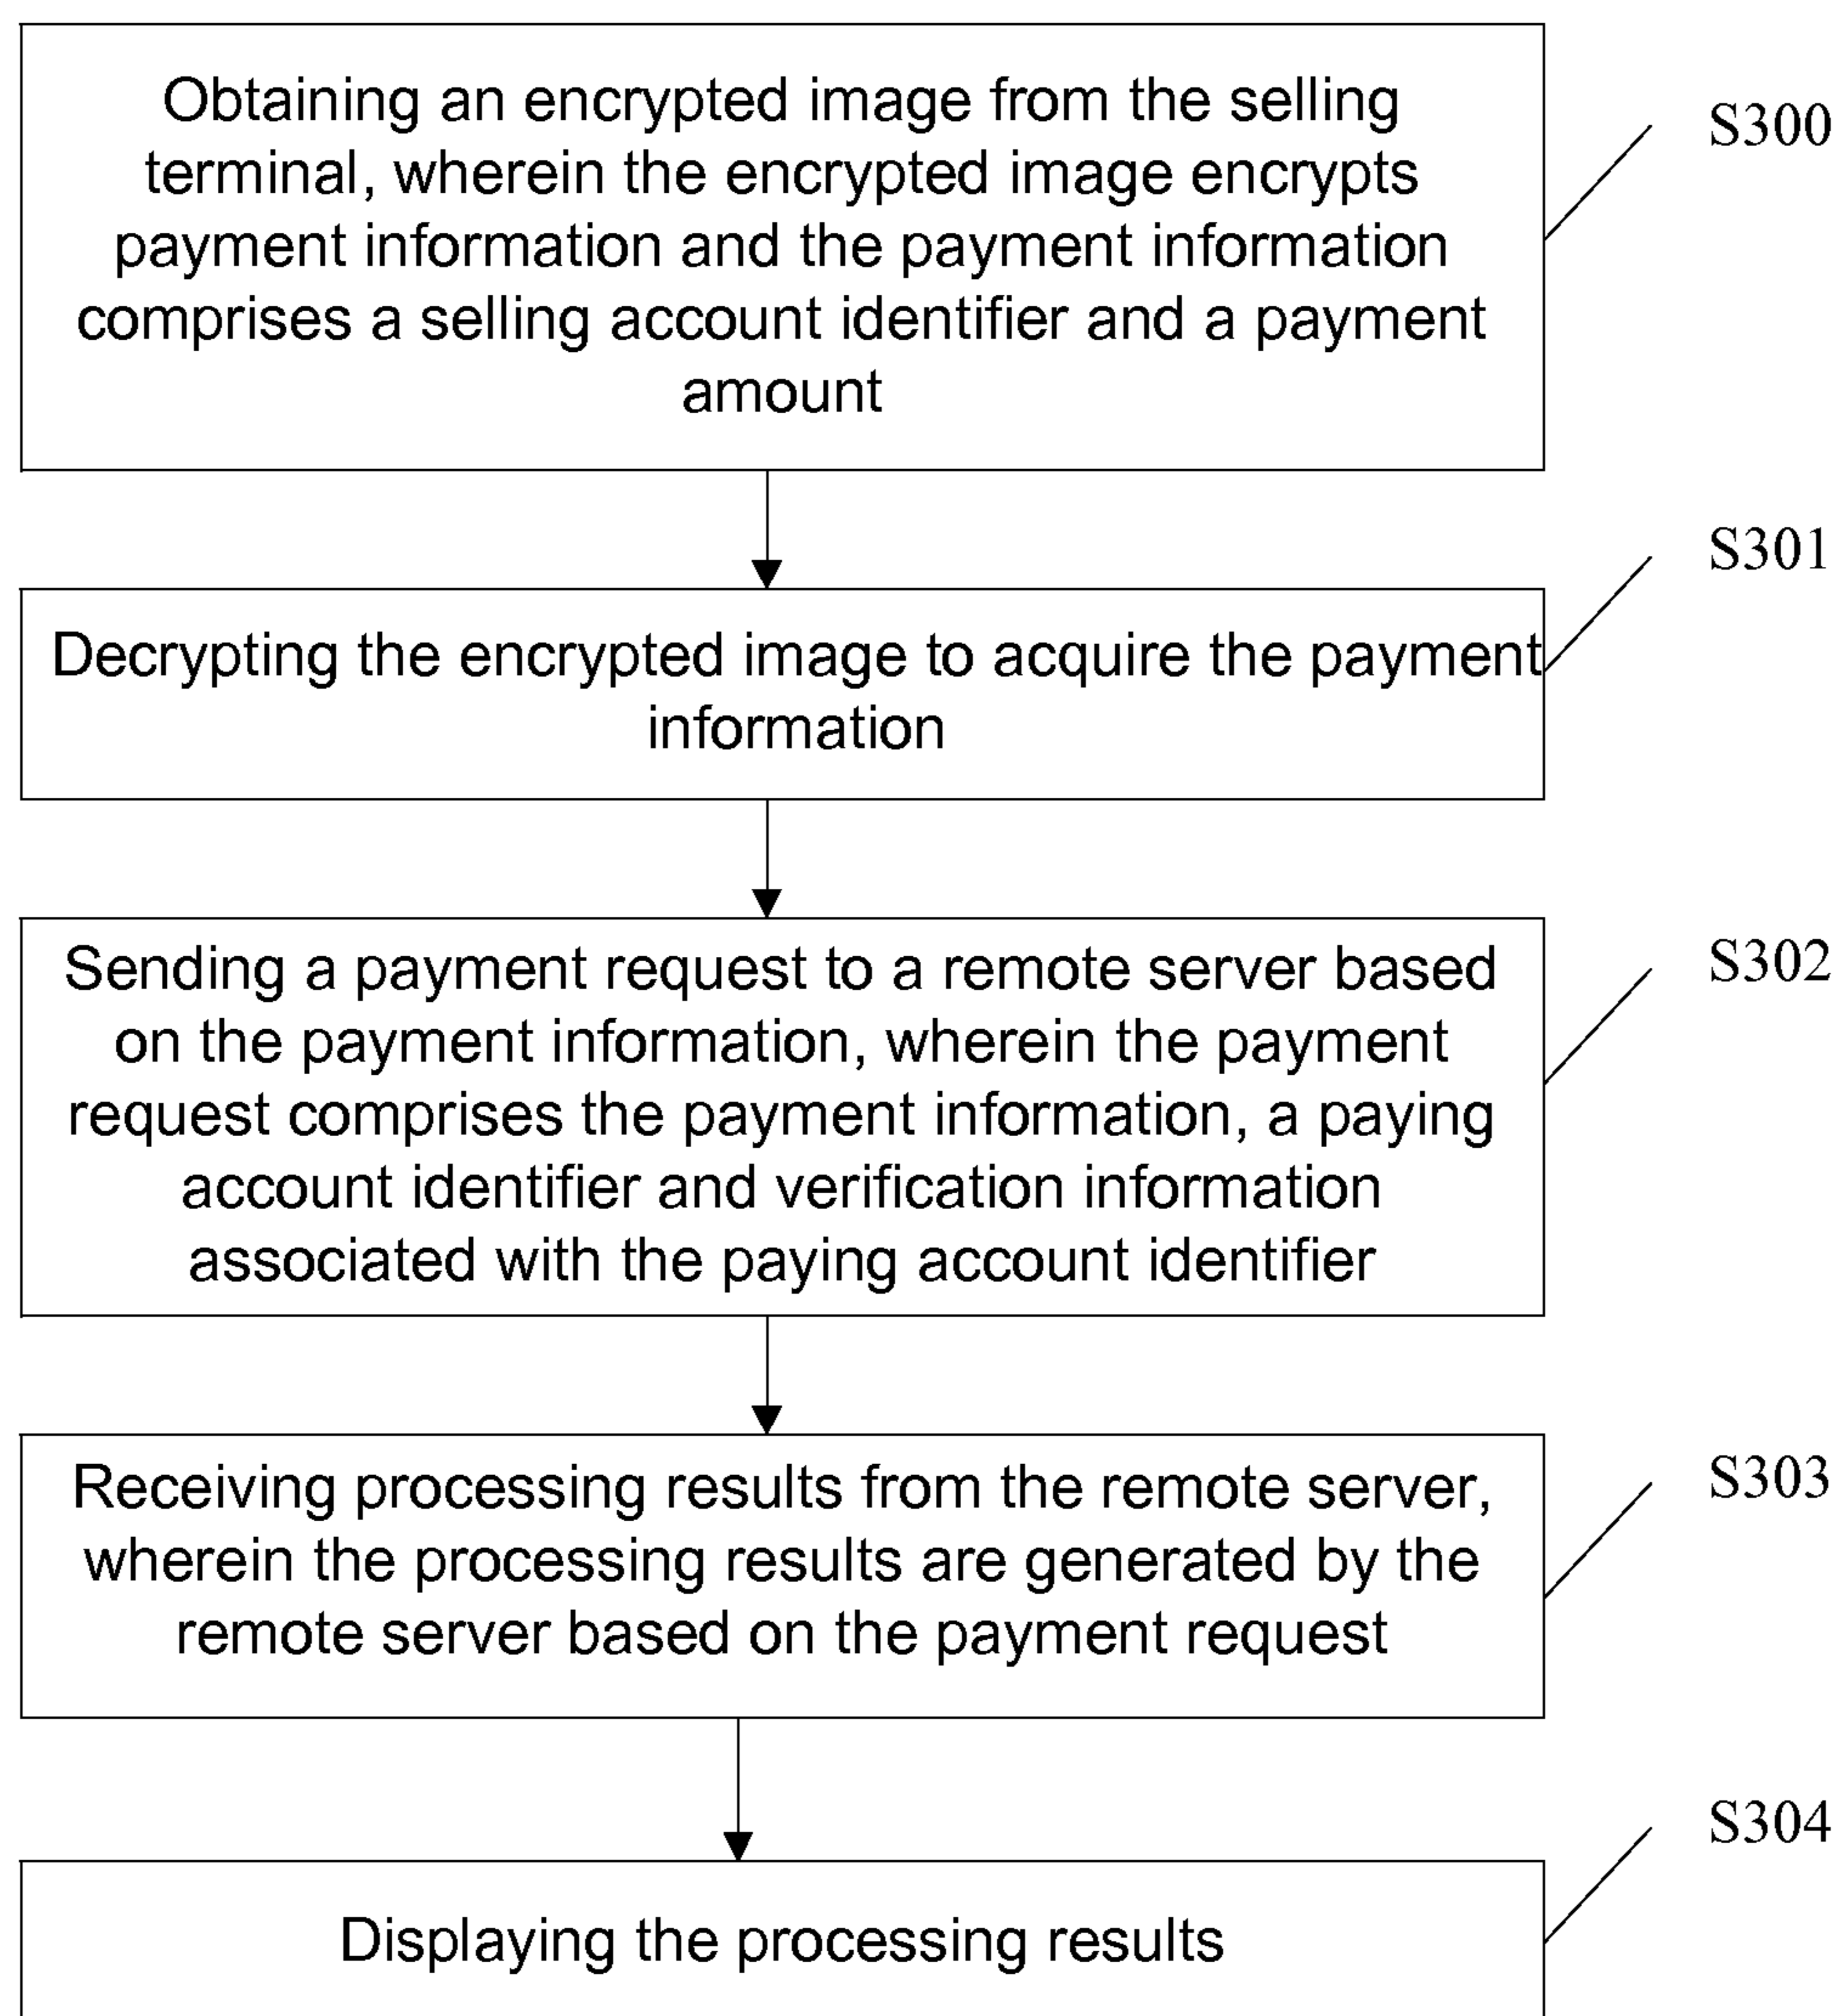 Obtaining an encrypted image from the selling
terminal, wherein the encrypted image encrypts
payment information and the payment information
comprises a selling account identifier and a payment
amount
S300
Decrypting the encrypted image to acquire the payment
information
S301
Sending a payment request to a remote server based
on the payment information, wherein the payment
request comprises the payment information, a paying
account identifier and verification information
associated with the paying account identifier
S302
Receiving processing results from the remote server,
wherein the processing results are generated by the
remote server based on the payment request
S303
Displaying the processing results
S304